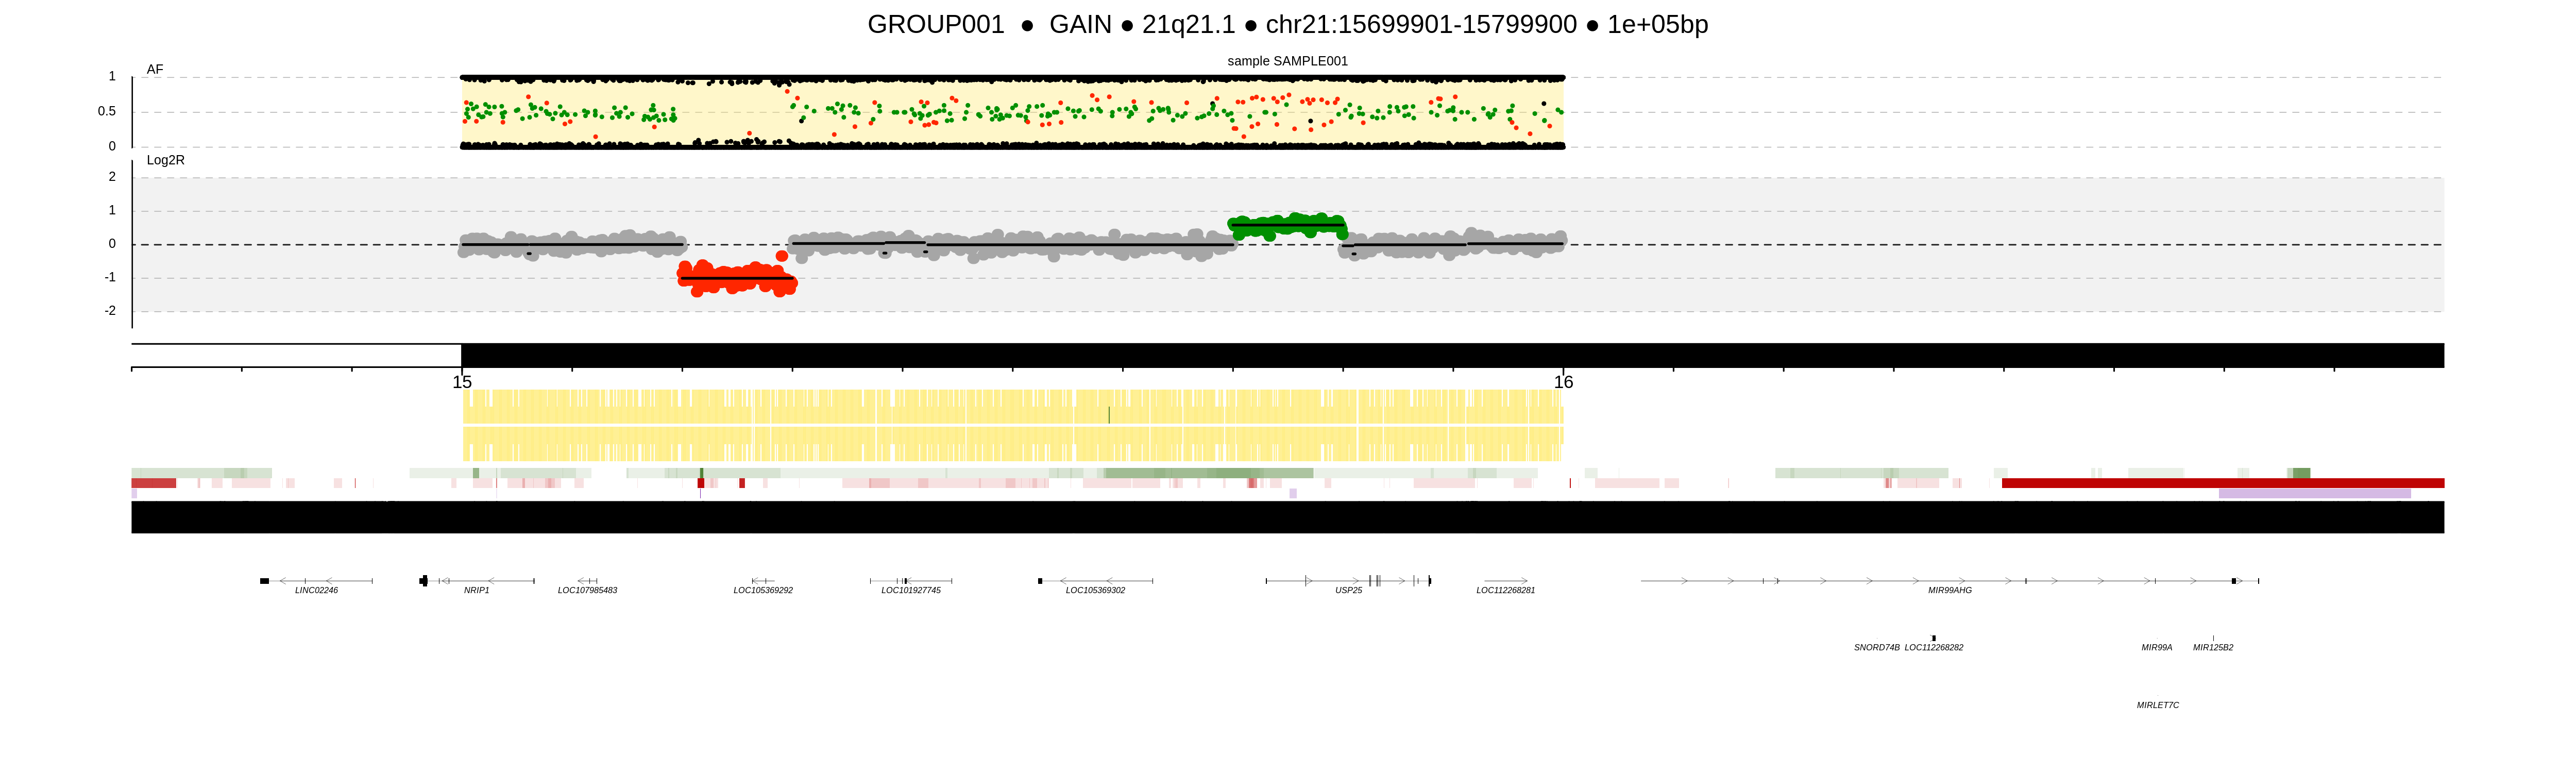 GROUP001 ● GAIN ● 21q21.1 ● chr21:15699901-15799900 ● 1e+05bp
sample SAMPLE001
AF
1
0.5
0
Log2R
2
1
0
-1
-2
15 16
LINC02246 NRIP1 LOC107985483 LOC105369292 LOC101927745 LOC105369302 USP25 LOC112268281 MIR99AHG
SNORD74B LOC112268282 MIR99A MIR125B2
MIRLET7C